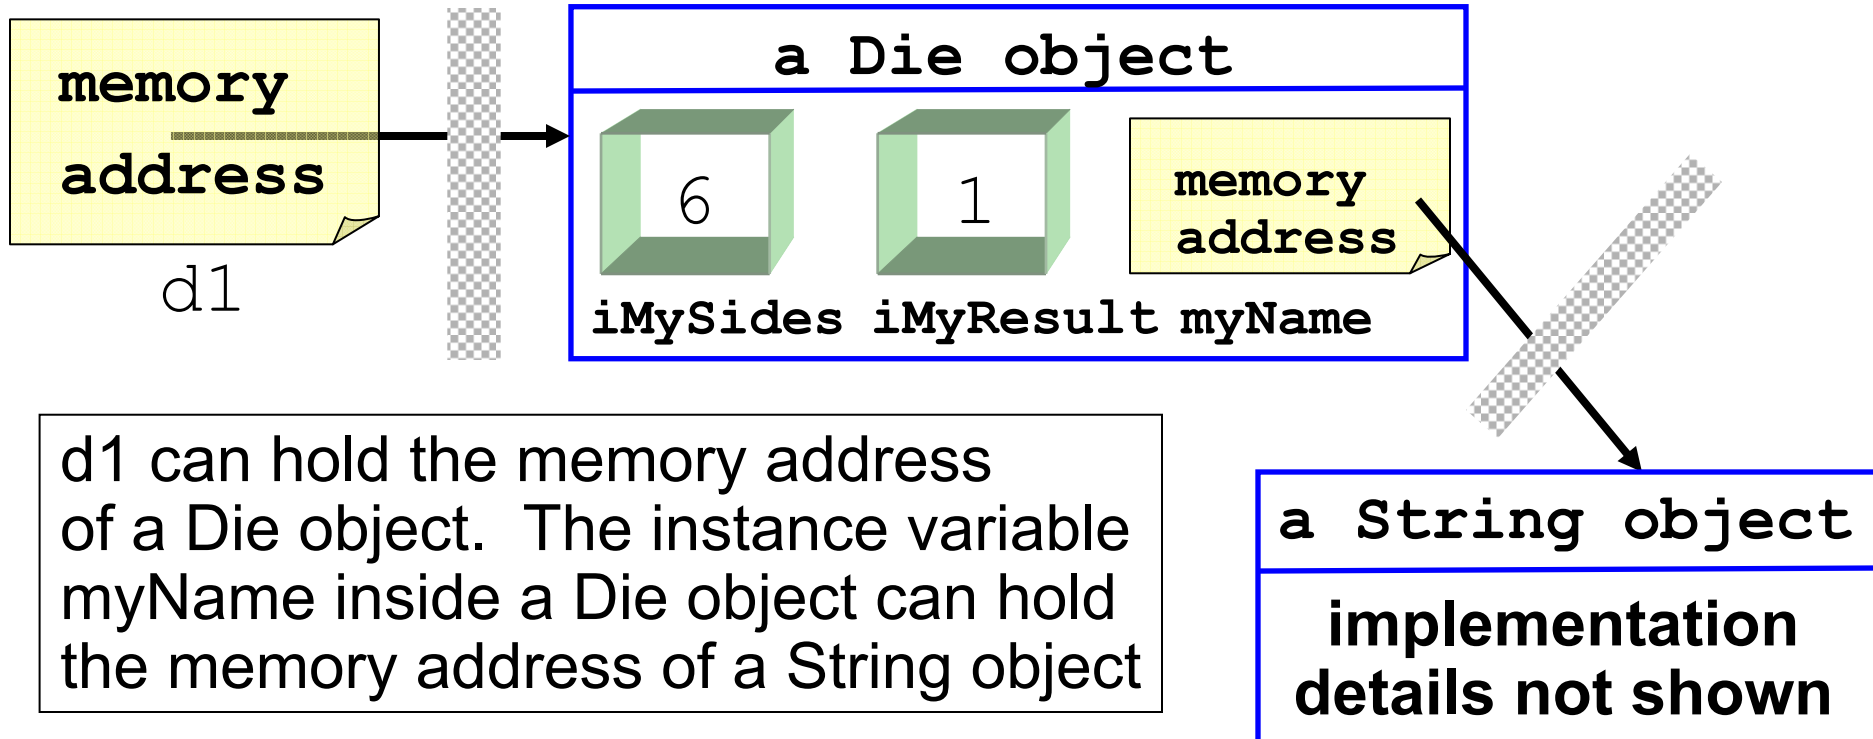 memory
address
d1
a Die object
6
1
memory
address
iMySides iMyResult myName
d1 can hold the memory address
of a Die object.  The instance variable
myName inside a Die object can hold
the memory address of a String object
a String object
implementation
details not shown